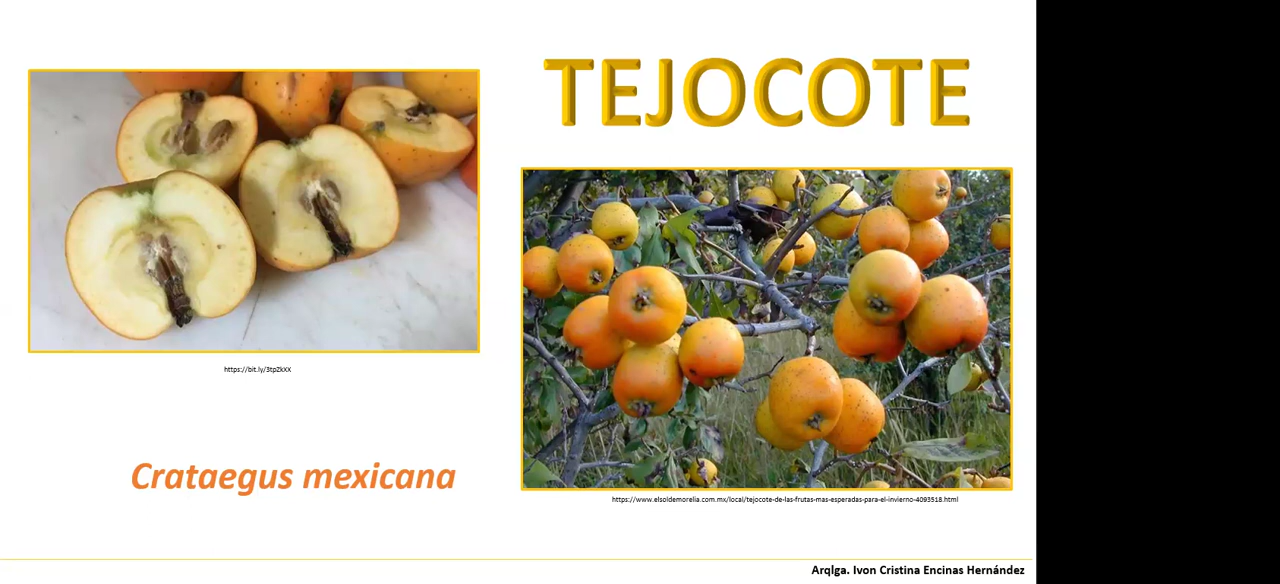 TEJOCOTE
https://bit.ly/3tpZkXX
Crataegus mexicana
https://www.elsoldemorelia.com.mx/local/tejocote-de-las-frutas-mas-esperadas-para-el-invierno-4093518.html
Arqlga. Ivon Cristina Encinas Hernández